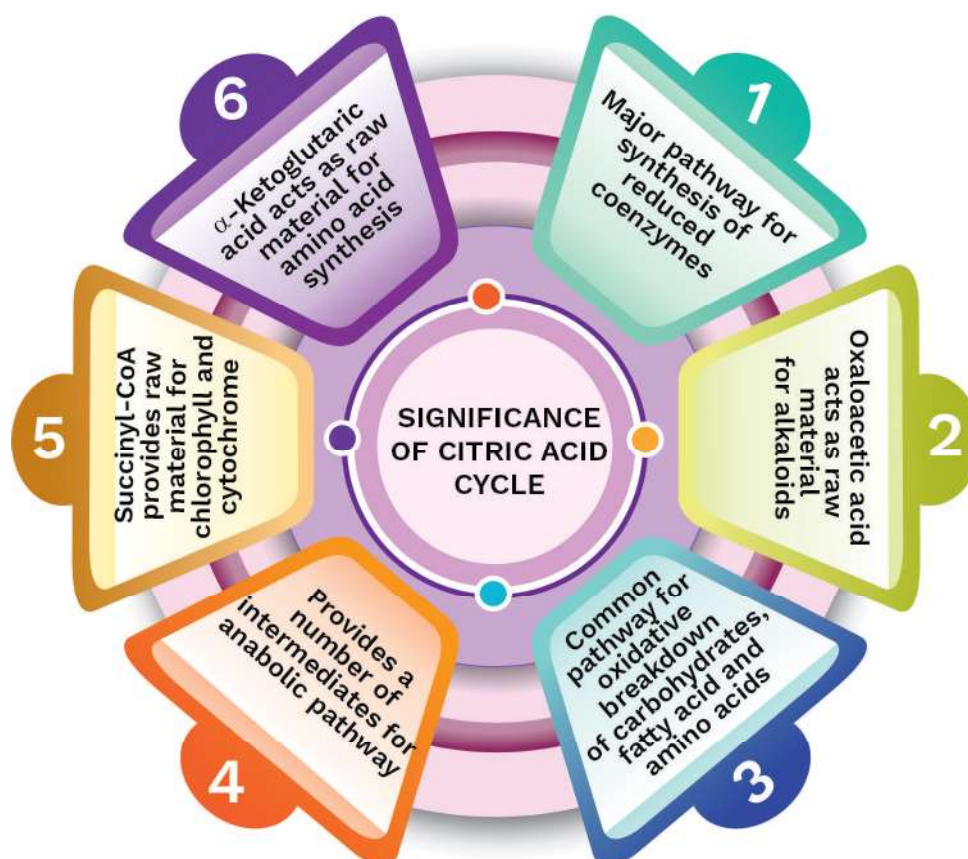 SIGNIFICANCE
OF CITRIC ACID
CYCLE
1
Major pathway for
synthesis of
reduced
coenzymes
2
Oxaloacetic acid
acts as raw
material
for alkaloids
3
Common
pathway for
oxidative
breakdown
of carbohydrates,
fatty acid and
amino acids
4
Provides a
number of
intermediates for
anabolic pathway
5
Succinyl-CoA
provides raw
material for
chlorophyll and
cytochrome
6
α-Ketoglutaric
acid acts as raw
material for
amino acid
synthesis